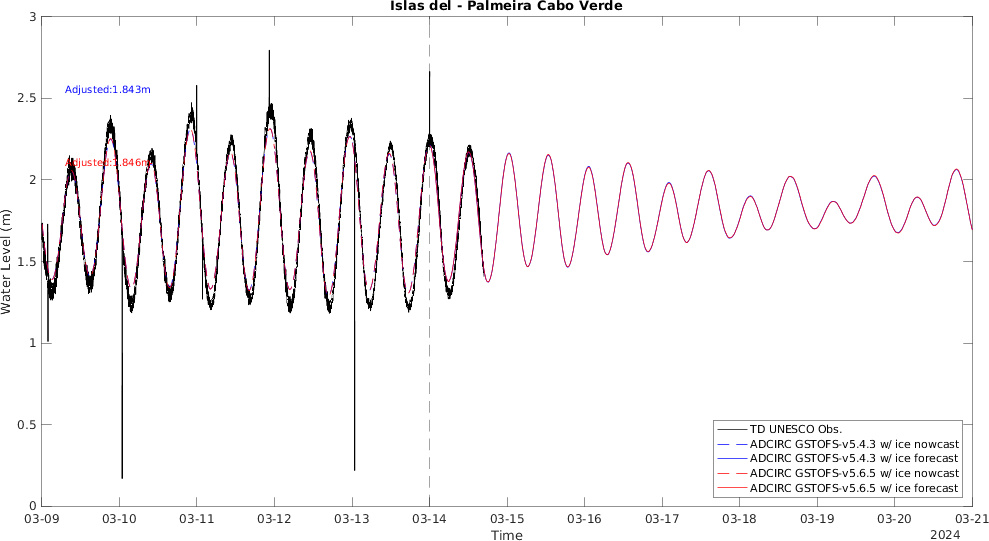 Islas del - Palmeira Cabo Verde
3
2.5
2
1.5
1
0.5
0
Water Level (m)
Adjusted:1.843m
Adjusted:1.846m
TD UNESCO Obs.
ADCIRC GSTOFS-v5.4.3 w/ ice nowcast
ADCIRC GSTOFS-v5.4.3 w/ ice forecast
ADCIRC GSTOFS-v5.6.5 w/ ice nowcast
ADCIRC GSTOFS-v5.6.5 w/ ice forecast
03-09 03-10 03-11 03-12 03-13 03-14 03-15 03-16 03-17 03-18 03-19 03-20 03-21
Time
2024